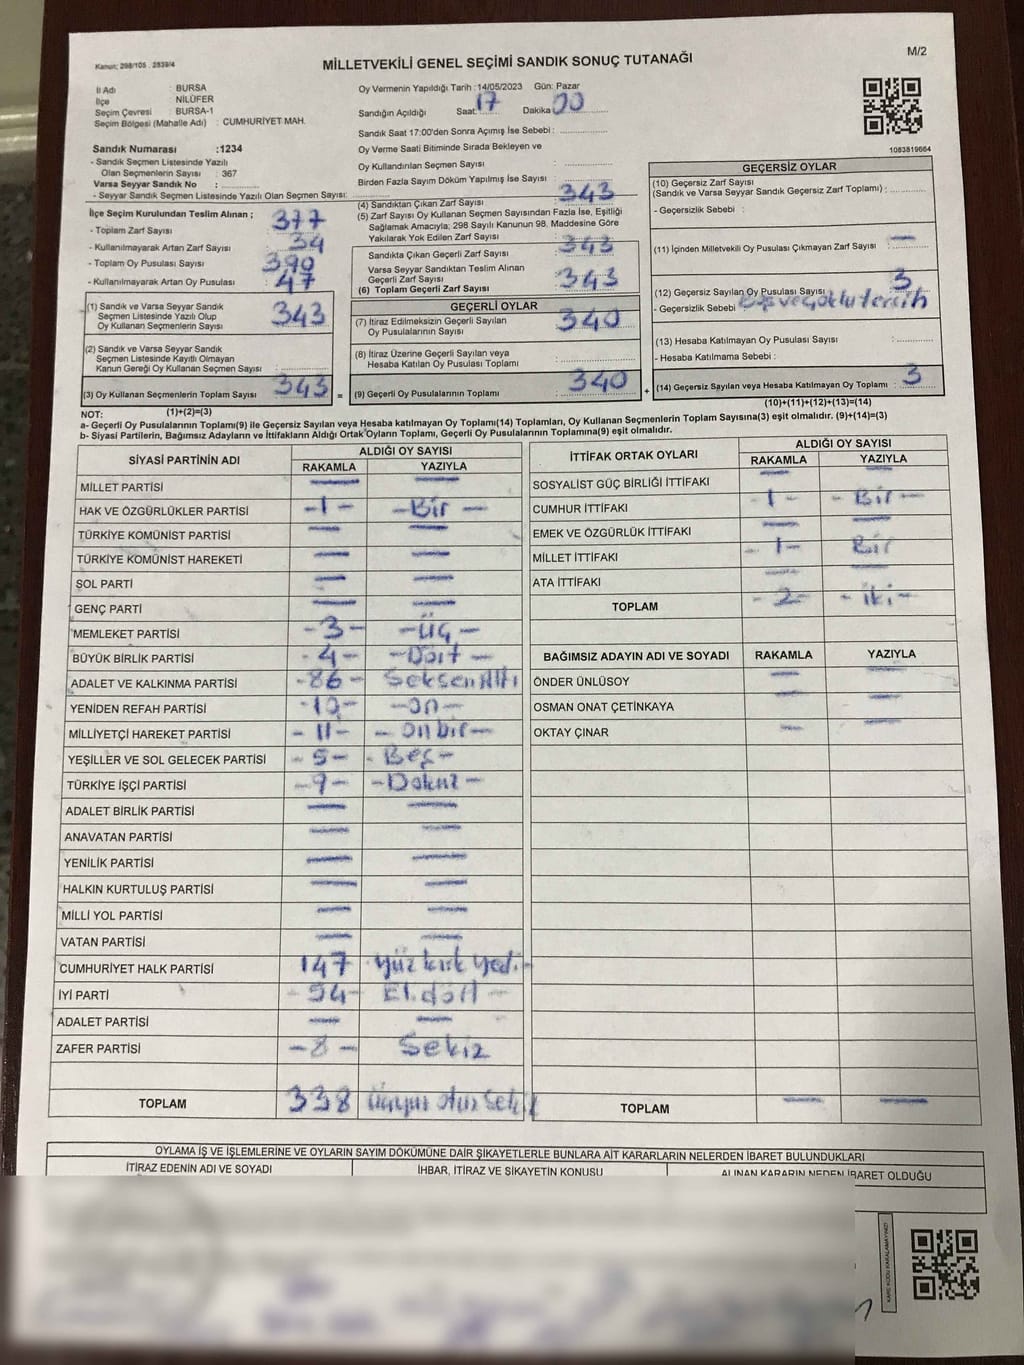 Kanun: 298/105 . 2839/4
MİLLETVEKİLİ GENEL SEÇİMİ SANDIK SONUÇ TUTANAĞI
M/2
İl Adı : BURSA
İlçe : NİLÜFER
Seçim Çevresi : BURSA-1
Seçim Bölgesi (Mahalle Adı) : CUMHURİYET MAH.
Sandık Numarası :1234
- Sandık Seçmen Listesinde Yazılı
Olan Seçmenlerin Sayısı : 367
Varsa Seyyar Sandık No : ..............
- Seyyar Sandık Seçmen Listesinde Yazılı Olan Seçmen Sayısı: ..............
Oy Vermenin Yapıldığı Tarih : 14/05/2023 Gün: Pazar
Sandığın Açıldığı Saat: 17 Dakika 00
Sandık Saat 17:00'den Sonra Açımış İse Sebebi : ..............
Oy Verme Saati Bitiminde Sırada Bekleyen ve
Oy Kullandırılan Seçmen Sayısı : ..............
Birden Fazla Sayım Döküm Yapılmış İse Sayısı : ..............
1083819664
İlçe Seçim Kurulundan Teslim Alınan ;
- Toplam Zarf Sayısı 377
- Kullanılmayarak Artan Zarf Sayısı 34
- Toplam Oy Pusulası Sayısı 390
- Kullanılmayarak Artan Oy Pusulası 47
(1) Sandık ve Varsa Seyyar Sandık
Seçmen Listesinde Yazılı Olup
Oy Kullanan Seçmenlerin Sayısı 343
(2) Sandık ve Varsa Seyyar Sandık
Seçmen Listesinde Kayıtlı Olmayan
Kanun Gereği Oy Kullanan Seçmen Sayısı : ..............
(3) Oy Kullanan Seçmenlerin Toplam Sayısı 343 =
(1)+(2)=(3)
(4) Sandıktan Çıkan Zarf Sayısı 343
(5) Zarf Sayısı Oy Kullanan Seçmen Sayısından Fazla İse, Eşitliği
Sağlamak Amacıyla; 298 Sayılı Kanunun 98. Maddesine Göre
Yakılarak Yok Edilen Zarf Sayısı
Sandıkta Çıkan Geçerli Zarf Sayısı 343
Varsa Seyyar Sandıktan Teslim Alınan
Geçerli Zarf Sayısı
(6) Toplam Geçerli Zarf Sayısı 343
GEÇERLİ OYLAR
(7) İtiraz Edilmeksizin Geçerli Sayılan
Oy Pusulalarının Sayısı 340
(8) İtiraz Üzerine Geçerli Sayılan veya
Hesaba Katılan Oy Pusulası Toplamı : ..............
(9) Geçerli Oy Pusulalarının Toplamı 340 +
GEÇERSİZ OYLAR
(10) Geçersiz Zarf Sayısı
(Sandık ve Varsa Seyyar Sandık Geçersiz Zarf Toplamı) : ..............
- Geçersizlik Sebebi :
(11) İçinden Milletvekili Oy Pusulası Çıkmayan Zarf Sayısı : —
(12) Geçersiz Sayılan Oy Pusulası Sayısı 3
- Geçersizlik Sebebi Boş ve çoklu tercih
(13) Hesaba Katılmayan Oy Pusulası Sayısı : ..............
- Hesaba Katılmama Sebebi :
(14) Geçersiz Sayılan veya Hesaba Katılmayan Oy Toplamı : 3
(10)+(11)+(12)+(13)=(14)
NOT:
a- Geçerli Oy Pusulalarının Toplamı(9) ile Geçersiz Sayılan veya Hesaba katılmayan Oy Toplamı(14) Toplamları, Oy Kullanan Seçmenlerin Toplam Sayısına(3) eşit olmalıdır. (9)+(14)=(3)
b- Siyasi Partilerin, Bağımsız Adayların ve İttifakların Aldığı Ortak Oyların Toplamı, Geçerli Oy Pusulalarının Toplamına(9) eşit olmalıdır.
SİYASİ PARTİNİN ADI ALDIĞI OY SAYISI
RAKAMLA YAZIYLA
MİLLET PARTİSİ — —
HAK VE ÖZGÜRLÜKLER PARTİSİ -1- -Bir-
TÜRKİYE KOMÜNİST PARTİSİ — —
TÜRKİYE KOMÜNİST HAREKETİ — —
SOL PARTİ — —
GENÇ PARTİ — —
MEMLEKET PARTİSİ -3- -Üç-
BÜYÜK BİRLİK PARTİSİ -4- -Dört-
ADALET VE KALKINMA PARTİSİ -86- Seksen Altı
YENİDEN REFAH PARTİSİ -10- -on-
MİLLİYETÇİ HAREKET PARTİSİ -11- -on bir-
YEŞİLLER VE SOL GELECEK PARTİSİ -5- -Beş-
TÜRKİYE İŞÇİ PARTİSİ -9- -Dokuz-
ADALET BİRLİK PARTİSİ — —
ANAVATAN PARTİSİ — —
YENİLİK PARTİSİ — —
HALKIN KURTULUŞ PARTİSİ — —
MİLLİ YOL PARTİSİ — —
VATAN PARTİSİ — —
CUMHURİYET HALK PARTİSİ 147 yüz kırk yedi-
İYİ PARTİ -54- El.dört-
ADALET PARTİSİ — —
ZAFER PARTİSİ -8- Sekiz
TOPLAM 338
İTTİFAK ORTAK OYLARI ALDIĞI OY SAYISI
RAKAMLA YAZIYLA
SOSYALİST GÜÇ BİRLİĞİ İTTİFAKI — —
CUMHUR İTTİFAKI -1- -Bir-
EMEK VE ÖZGÜRLÜK İTTİFAKI — —
MİLLET İTTİFAKI -1- Bir
ATA İTTİFAKI — —
TOPLAM -2- -iki-
BAĞIMSIZ ADAYIN ADI VE SOYADI RAKAMLA YAZIYLA
ÖNDER ÜNLÜSOY — —
OSMAN ONAT ÇETİNKAYA — —
OKTAY ÇINAR — —
TOPLAM — —
OYLAMA İŞ VE İŞLEMLERİNE VE OYLARIN SAYIM DÖKÜMÜNE DAİR ŞİKAYETLERLE BUNLARA AİT KARARLARIN NELERDEN İBARET BULUNDUKLARI
İTİRAZ EDENİN ADI VE SOYADI İHBAR, İTİRAZ VE ŞİKAYETİN KONUSU ALINAN KARARIN NEDEN İBARET OLDUĞU
KARE KODU KARALAMAYINIZ!